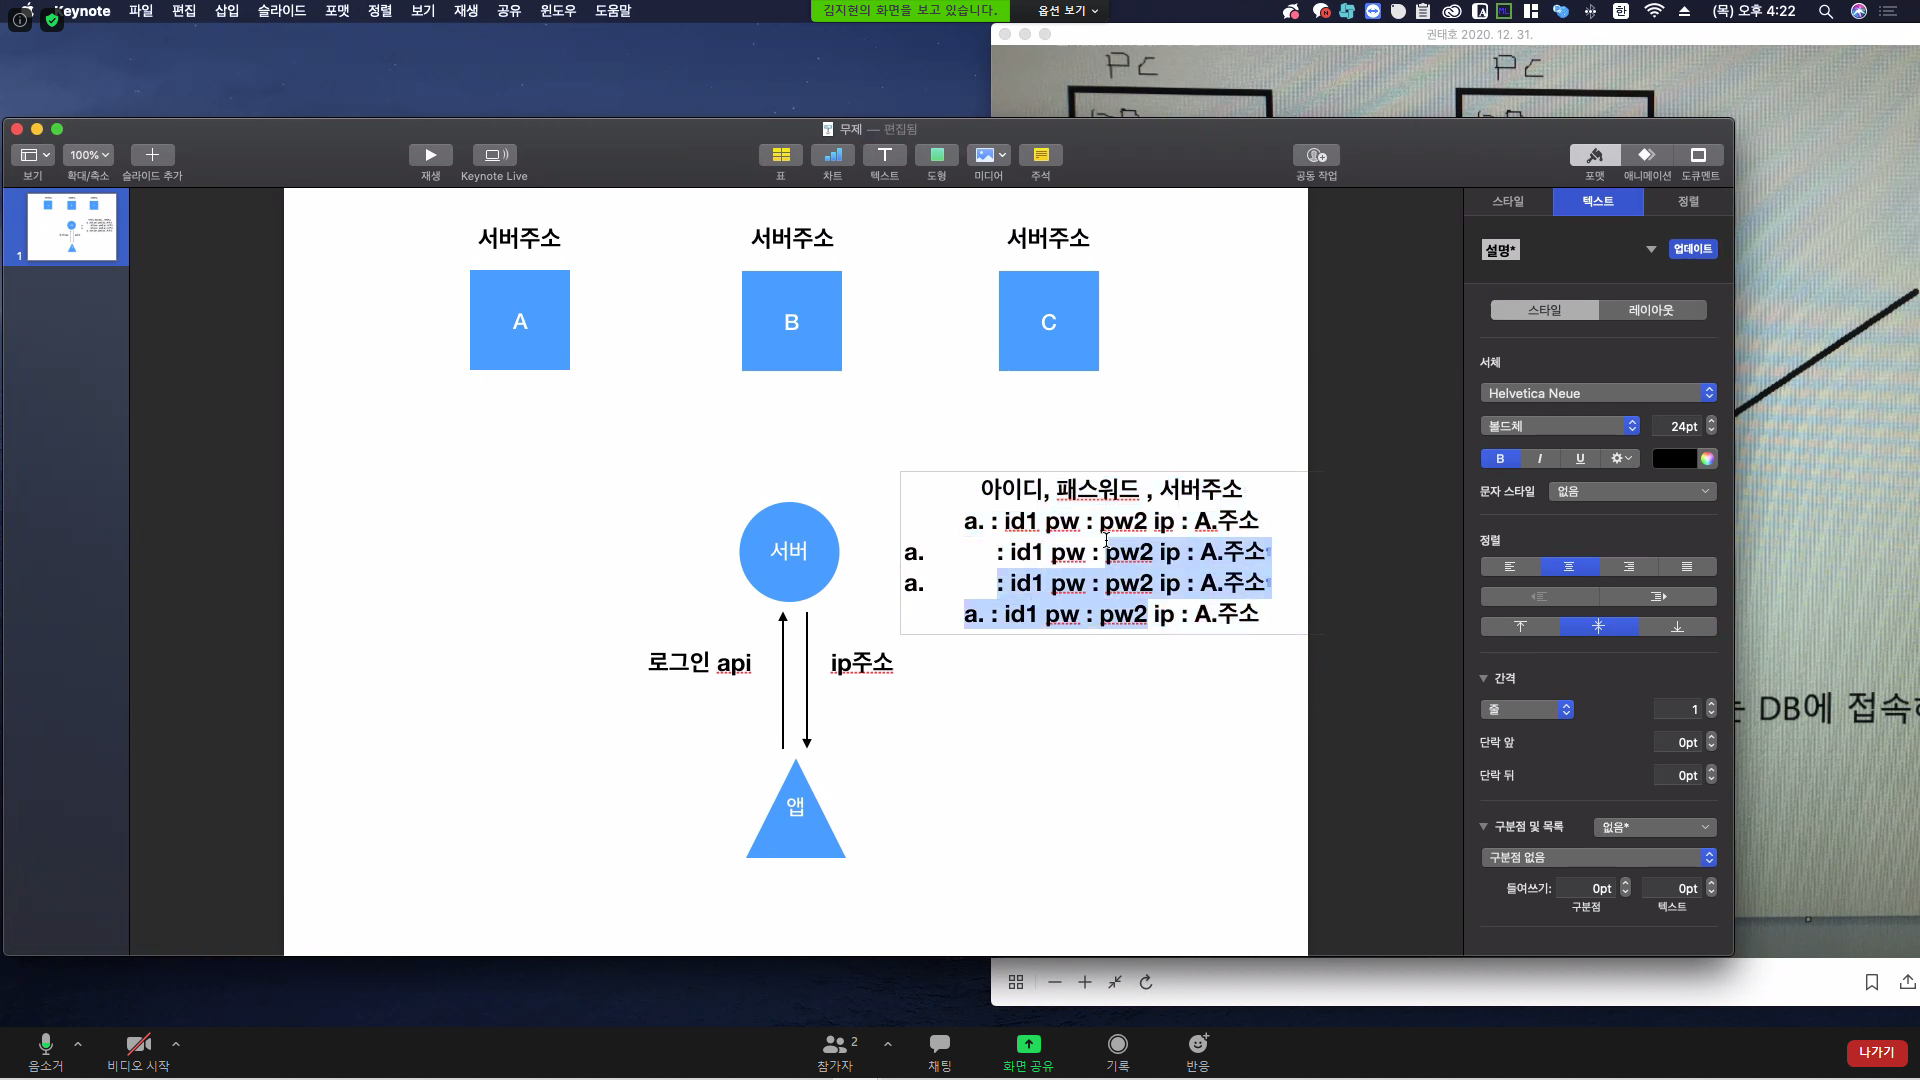 Keynote 파일 편집 삽입 슬라이드 포맷 정렬 보기 재생 공유 윈도우 도움말
김지현의 화면을 보고 있습니다. 옵션 보기
(목) 오후 4:22
권태호 2020. 12. 31.
PC PC
무제 — 편집됨
100%
보기 확대/축소 슬라이드 추가 재생 Keynote Live 표 차트 텍스트 도형 미디어 주석 공동 작업 포맷 애니메이션 도큐멘트
1
서버주소 서버주소 서버주소
A B C
아이디, 패스워드 , 서버주소
a. : id1 pw : pw2 ip : A.주소
a. : id1 pw : pw2 ip : A.주소
a. : id1 pw : pw2 ip : A.주소
a. : id1 pw : pw2 ip : A.주소
서버
로그인 api ip주소
앱
스타일 텍스트 정렬
설명* 업데이트
스타일 레이아웃
서체
Helvetica Neue
볼드체 24pt
B I U
문자 스타일 없음
정렬
간격
줄 1
단락 앞 0pt
단락 뒤 0pt
구분점 및 목록 없음*
구분점 없음
들여쓰기: 0pt 0pt
구분점 텍스트
는 DB에 접속
음소거 비디오 시작 참가자 2 채팅 화면 공유 기록 반응 나가기